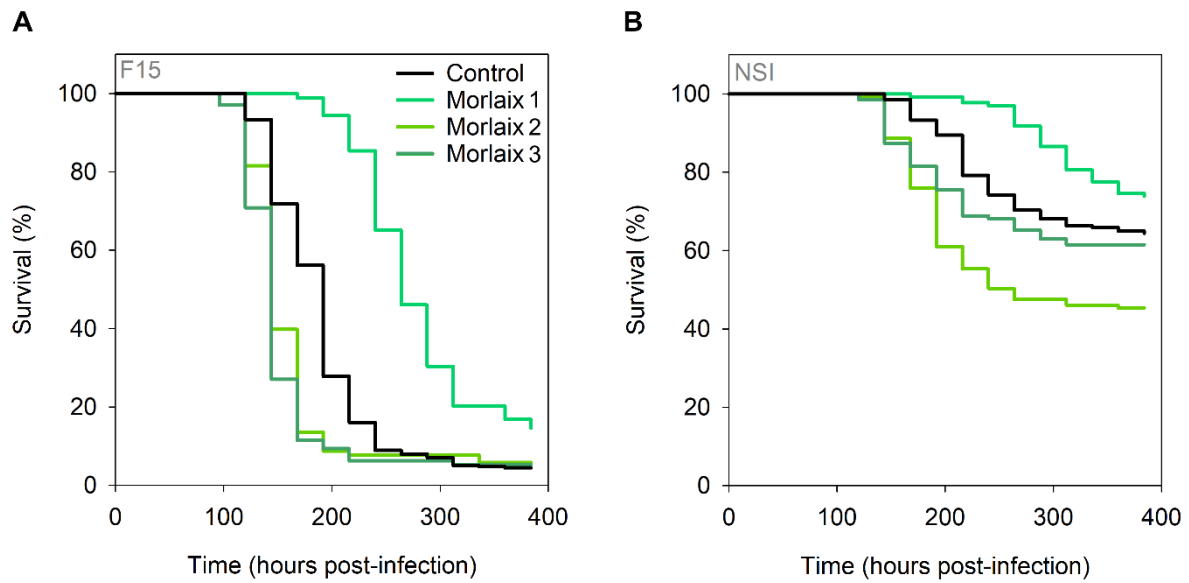 A
F15
Control
Morlaix 1
Morlaix 2
Morlaix 3
100
80
60
40
20
0
Survival (%)
0 100 200 300 400
Time (hours post-infection)
B
NSI
100
80
60
40
20
0
Survival (%)
0 100 200 300 400
Time (hours post-infection)